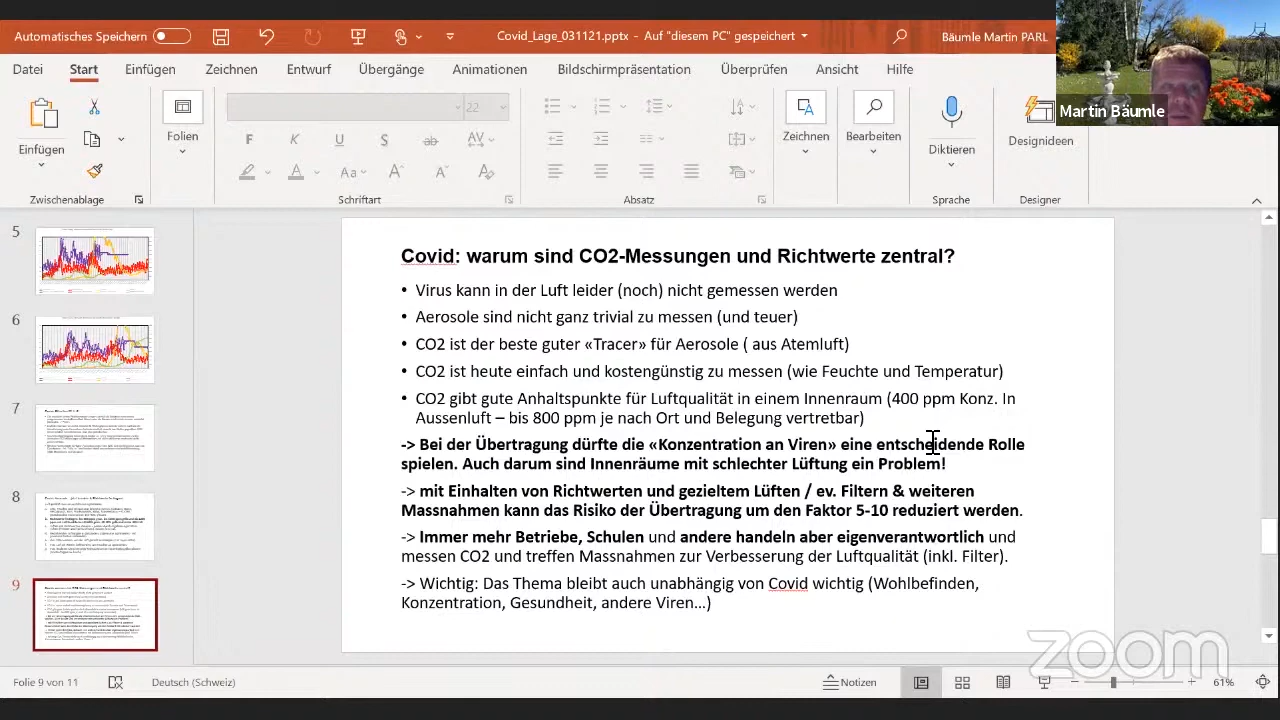 Automatisches Speichern
Covid_Lage_031121.pptx - Auf "diesem PC" gespeichert
Bäumle Martin PARL
Datei Start Einfügen Zeichnen Entwurf Übergänge Animationen Bildschirmpräsentation Überprüfen Ansicht Hilfe
Martin Bäumle
22
Einfügen
Folien
F K U S ab AV
Aa A A
Zeichnen
Bearbeiten
Diktieren
Designideen
Zwischenablage
Schriftart
Absatz
Sprache
Designer
5
6
7
8
9
Covid: warum sind CO2-Messungen und Richtwerte zentral?
• Virus kann in der Luft leider (noch) nicht gemessen werden
• Aerosole sind nicht ganz trivial zu messen (und teuer)
• CO2 ist der beste guter «Tracer» für Aerosole ( aus Atemluft)
• CO2 ist heute einfach und kostengünstig zu messen (wie Feuchte und Temperatur)
• CO2 gibt gute Anhaltspunkte für Luftqualität in einem Innenraum (400 ppm Konz. In
Aussenluft – bis 800 ppm je nach Ort und Belegung machbar)
-> Bei der Übertragung dürfte die «Konzentration an Viren» eine entscheidende Rolle
spielen. Auch darum sind Innenräume mit schlechter Lüftung ein Problem!
-> mit Einhalten von Richtwerten und gezieltem Lüften / ev. Filtern & weiteren
Massnahmen kann das Risiko der Übertragung um den Faktor 5-10 reduziert werden.
-> Immer mehr Betriebe, Schulen und andere handeln aber eigenverantwortlich und
messen CO2 und treffen Massnahmen zur Verbesserung der Luftqualität (inkl. Filter).
-> Wichtig: Das Thema bleibt auch unabhängig von Covid wichtig (Wohlbefinden,
Konzentration, Gesundheit, andere Viren...)
zoom
Folie 9 von 11
Deutsch (Schweiz)
Notizen
61%